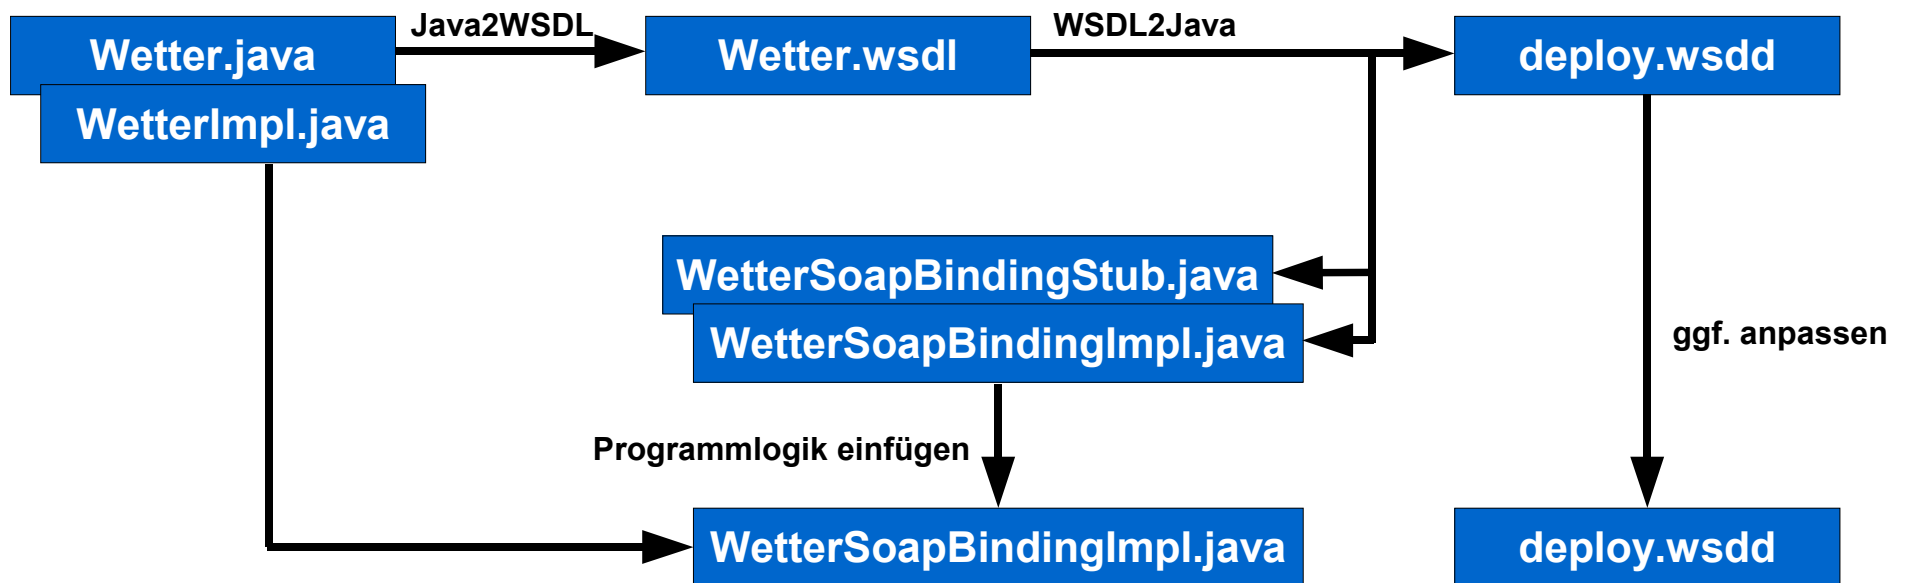 Java2WSDL
WSDL2Java
Wetter.java
Wetter.wsdl
deploy.wsdd
WetterImpl.java
WetterSoapBindingStub.java
WetterSoapBindingImpl.java
ggf. anpassen
Programmlogik einfügen
WetterSoapBindingImpl.java
deploy.wsdd